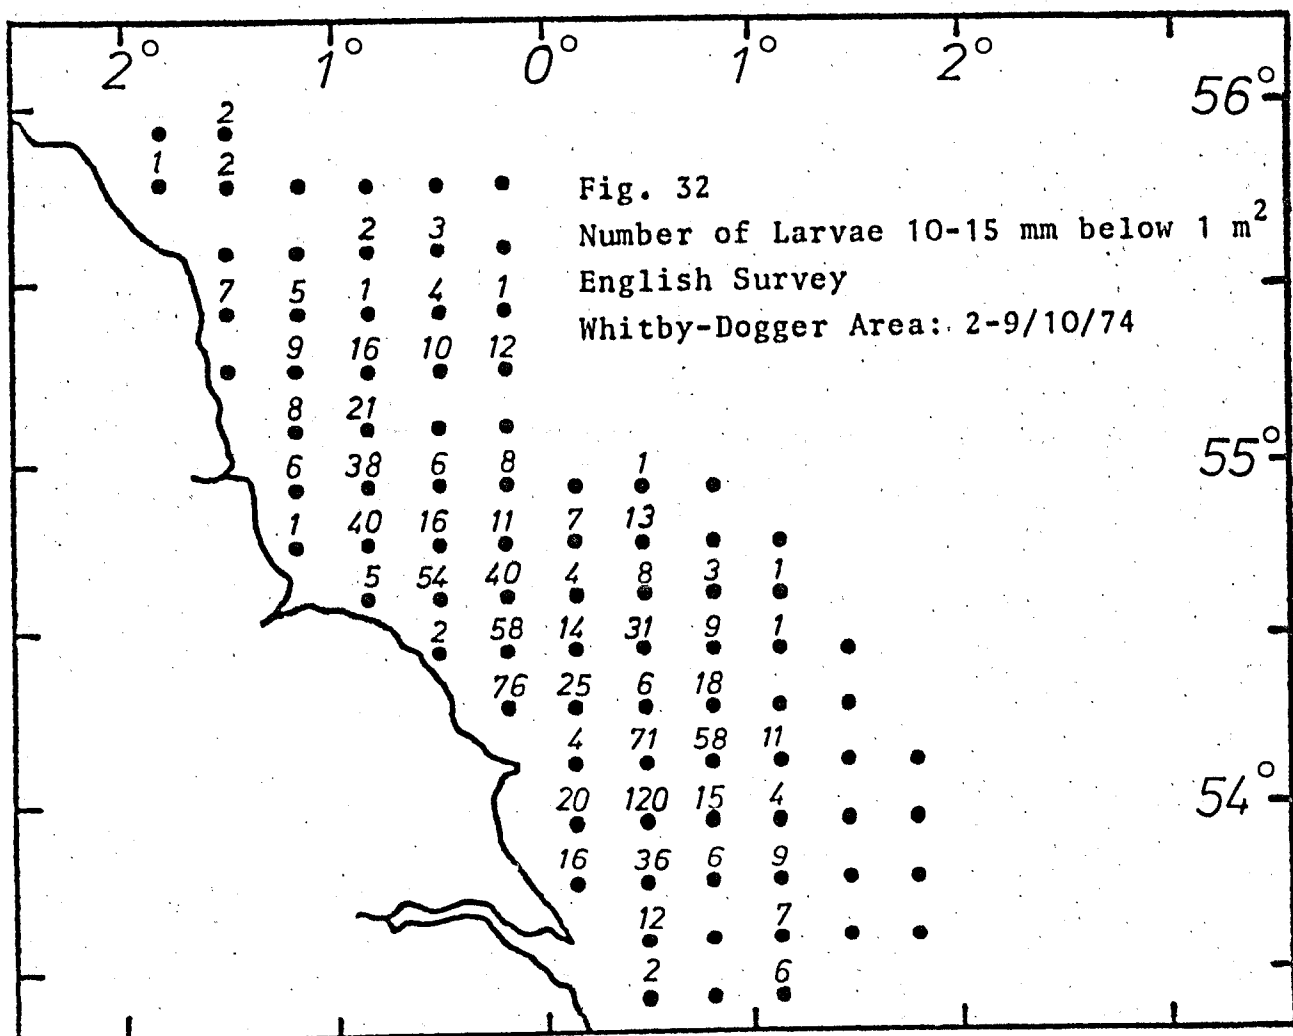 2° 1° 0° 1° 2°
56°
2
1 2
Fig. 32
Number of Larvae 10-15 mm below 1 m²
English Survey
Whitby-Dogger Area: 2-9/10/74
2 3
7 5 1 4 1
9 16 10 12
8 21
55°
6 38 6 8 1
1 40 16 11 7 13
5 54 40 4 8 3 1
2 58 14 31 9 1
76 25 6 18
4 71 58 11
54°
20 120 15 4
16 36 6 9
12 7
2 6